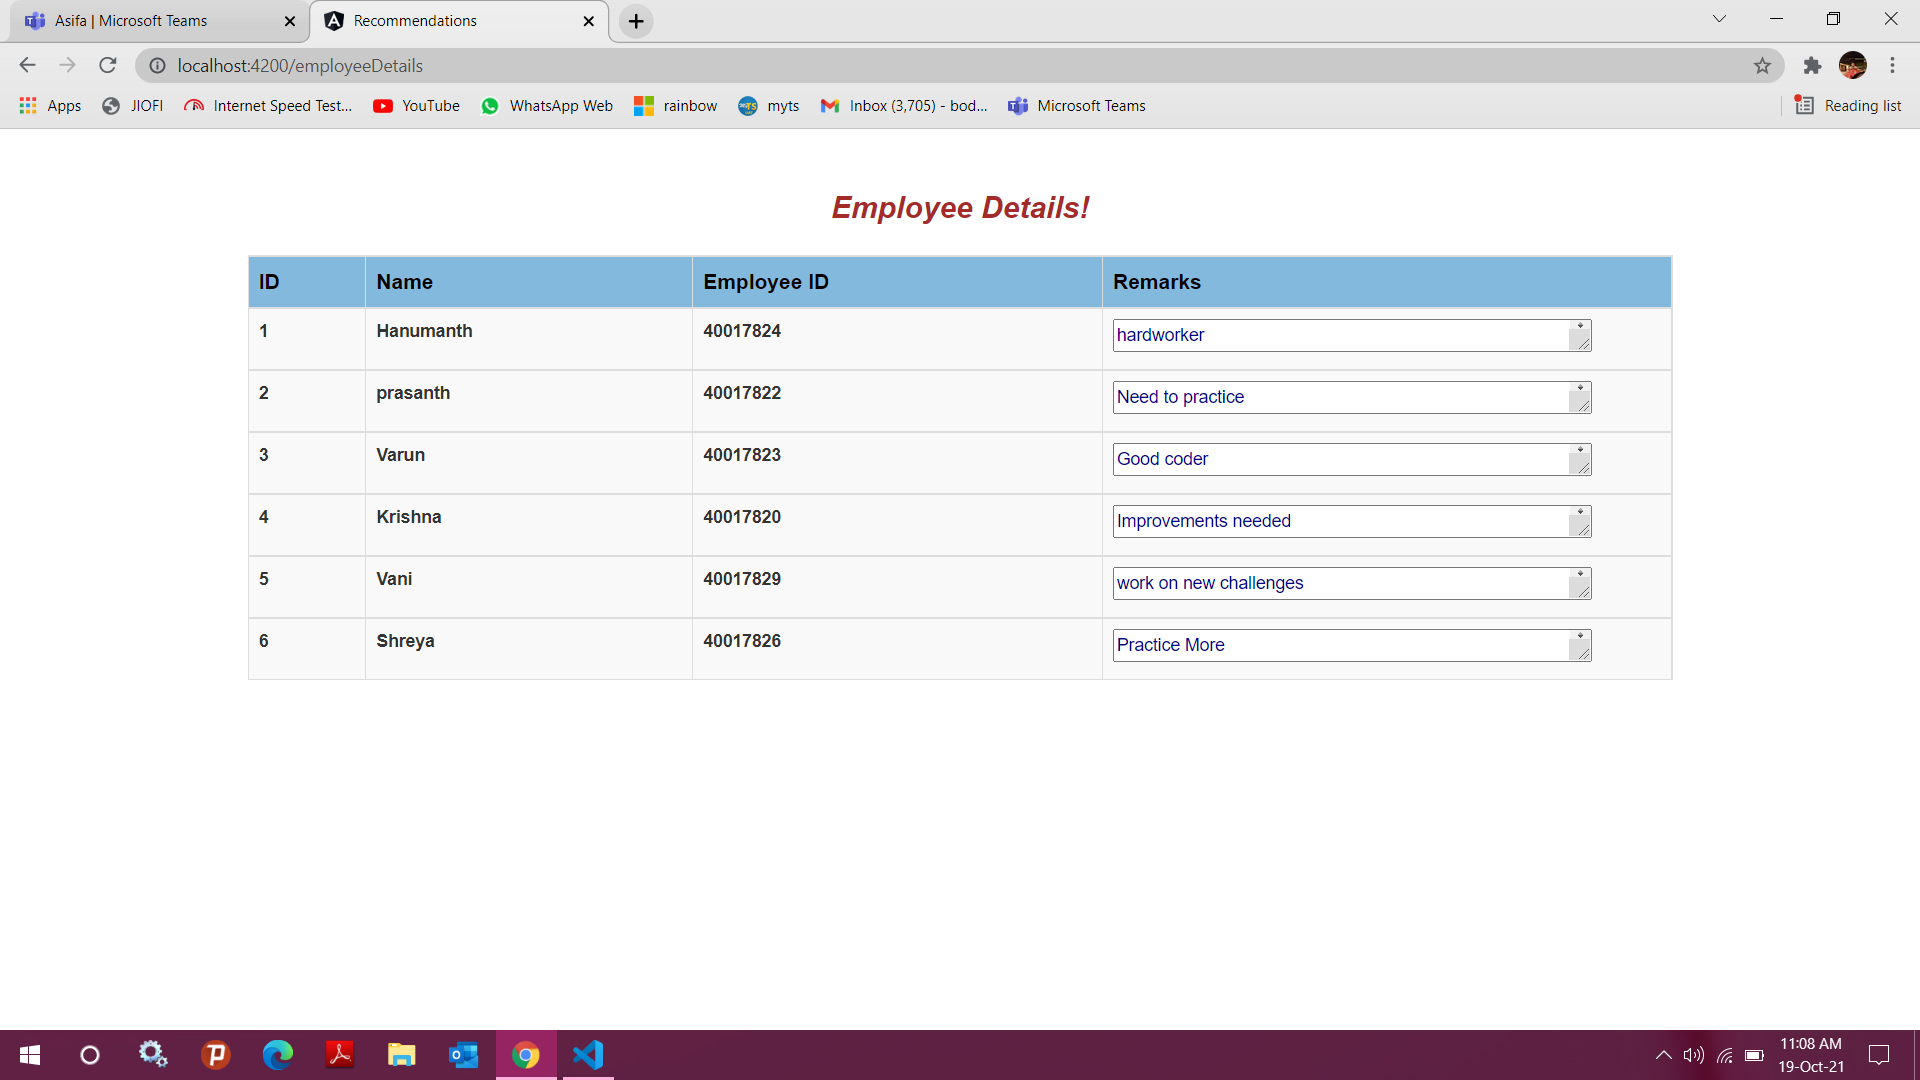 Asifa | Microsoft Teams
Recommendations
localhost:4200/employeeDetails
Apps JIOFI Internet Speed Test... YouTube WhatsApp Web rainbow myts Inbox (3,705) - bod... Microsoft Teams Reading list
Employee Details!
ID Name Employee ID Remarks
1 Hanumanth 40017824 hardworker
2 prasanth 40017822 Need to practice
3 Varun 40017823 Good coder
4 Krishna 40017820 Improvements needed
5 Vani 40017829 work on new challenges
6 Shreya 40017826 Practice More
11:08 AM
19-Oct-21